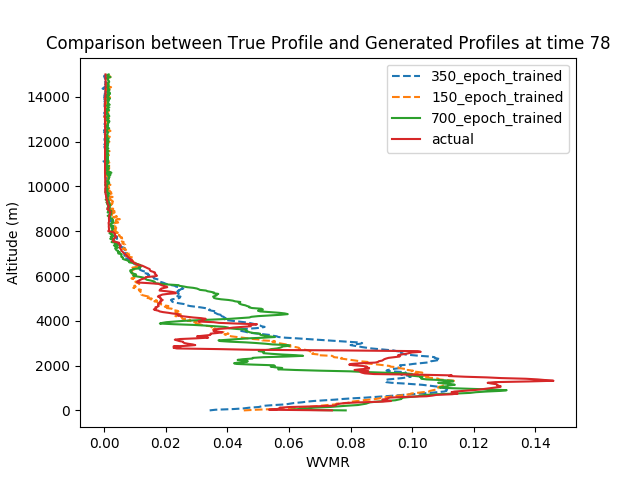 Comparison between True Profile and Generated Profiles at time 78
350_epoch_trained
150_epoch_trained
700_epoch_trained
actual
14000
12000
10000
8000
6000
4000
2000
0
Altitude (m)
0.00 0.02 0.04 0.06 0.08 0.10 0.12 0.14
WVMR